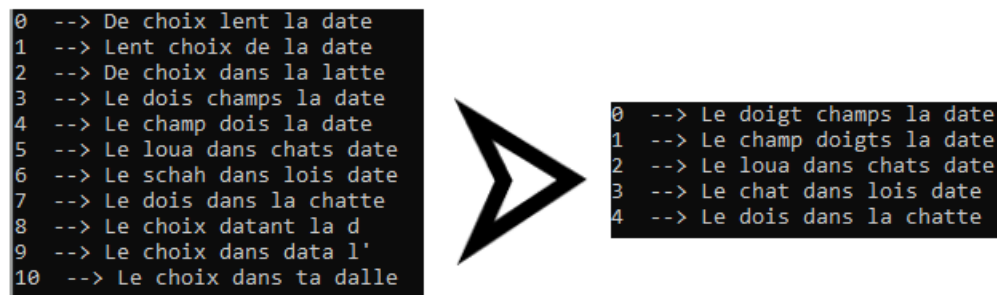 0  --> De choix lent la date
1  --> Lent choix de la date
2  --> De choix dans la latte
3  --> Le dois champs la date
4  --> Le champ dois la date
5  --> Le loua dans chats date
6  --> Le schah dans lois date
7  --> Le dois dans la chatte
8  --> Le choix datant la d
9  --> Le choix dans data l'
10  --> Le choix dans ta dalle
0  --> Le doigt champs la date
1  --> Le champ doigts la date
2  --> Le loua dans chats date
3  --> Le chat dans lois date
4  --> Le dois dans la chatte